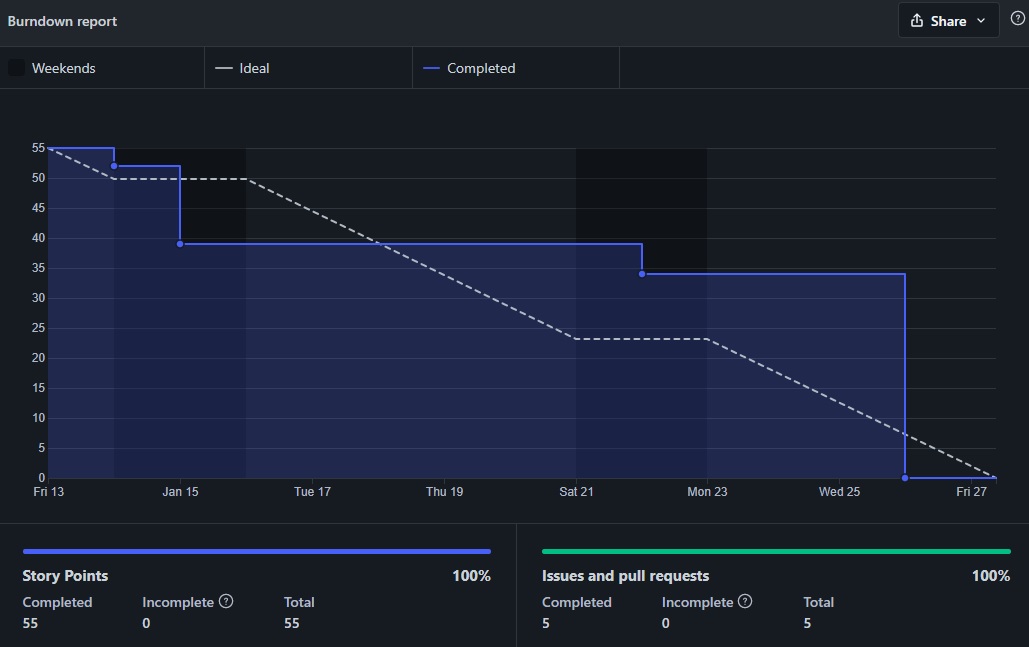 Burndown report
Share
Weekends
Ideal
Completed
55
50
45
40
35
30
25
20
15
10
5
0
Fri 13 Jan 15 Tue 17 Thu 19 Sat 21 Mon 23 Wed 25 Fri 27
Story Points 100%
Completed Incomplete ? Total
55 0 55
Issues and pull requests 100%
Completed Incomplete ? Total
5 0 5